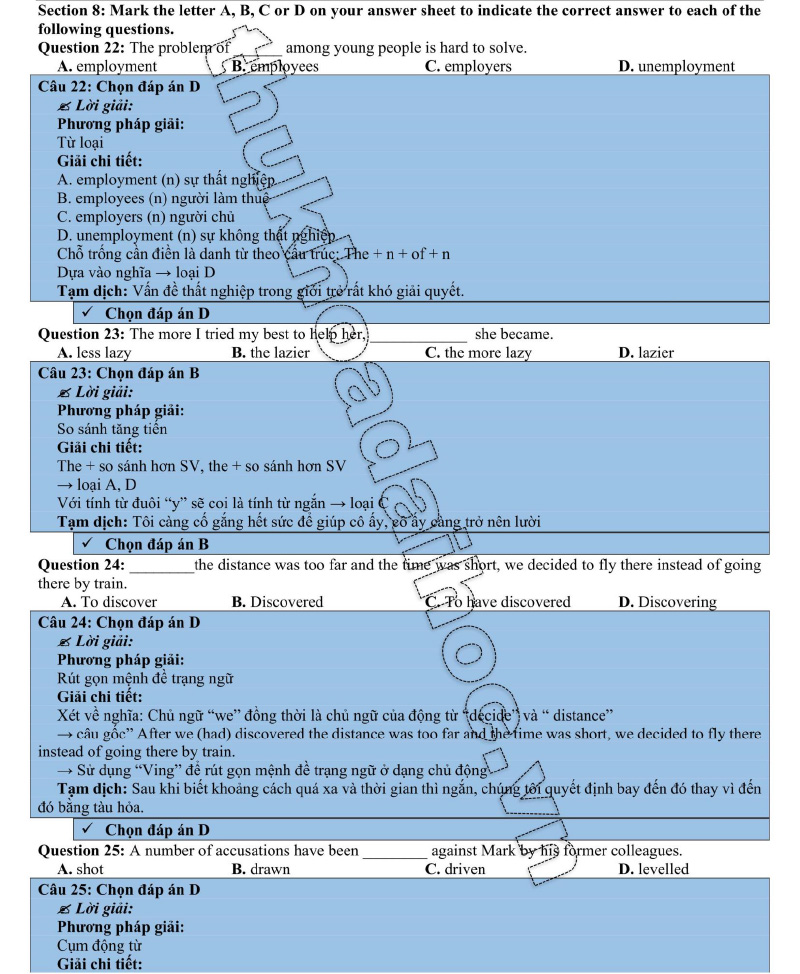 Section 8: Mark the letter A, B, C or D on your answer sheet to indicate the correct answer to each of the
following questions.
Question 22: The problem of ______ among young people is hard to solve.
A. employment B. employees C. employers D. unemployment
Câu 22: Chọn đáp án D
Lời giải:
Phương pháp giải:
Từ loại
Giải chi tiết:
A. employment (n) sự thất nghiệp
B. employees (n) người làm thuê
C. employers (n) người chủ
D. unemployment (n) sự không thất nghiệp
Chỗ trống cần điền là danh từ theo cấu trúc: The + n + of + n
Dựa vào nghĩa → loại D
Tạm dịch: Vấn đề thất nghiệp trong giới trẻ rất khó giải quyết.
✓ Chọn đáp án D
Question 23: The more I tried my best to help her, ____________ she became.
A. less lazy B. the lazier C. the more lazy D. lazier
Câu 23: Chọn đáp án B
Lời giải:
Phương pháp giải:
So sánh tăng tiến
Giải chi tiết:
The + so sánh hơn SV, the + so sánh hơn SV
→ loại A, D
Với tính từ đuôi “y” sẽ coi là tính từ ngắn → loại C
Tạm dịch: Tôi càng cố gắng hết sức để giúp cô ấy, cô ấy càng trở nên lười
✓ Chọn đáp án B
Question 24: ________the distance was too far and the time was short, we decided to fly there instead of going
there by train.
A. To discover B. Discovered C. To have discovered D. Discovering
Câu 24: Chọn đáp án D
Lời giải:
Phương pháp giải:
Rút gọn mệnh đề trạng ngữ
Giải chi tiết:
Xét về nghĩa: Chủ ngữ “we” đồng thời là chủ ngữ của động từ “decide” và “ distance”
→ câu gốc” After we (had) discovered the distance was too far and the time was short, we decided to fly there
instead of going there by train.
→ Sử dụng “Ving” để rút gọn mệnh đề trạng ngữ ở dạng chủ động
Tạm dịch: Sau khi biết khoảng cách quá xa và thời gian thì ngắn, chúng tôi quyết định bay đến đó thay vì đến
đó bằng tàu hỏa.
✓ Chọn đáp án D
Question 25: A number of accusations have been ________ against Mark by his former colleagues.
A. shot B. drawn C. driven D. levelled
Câu 25: Chọn đáp án D
Lời giải:
Phương pháp giải:
Cụm động từ
Giải chi tiết:
thukhoadaihoc.vn